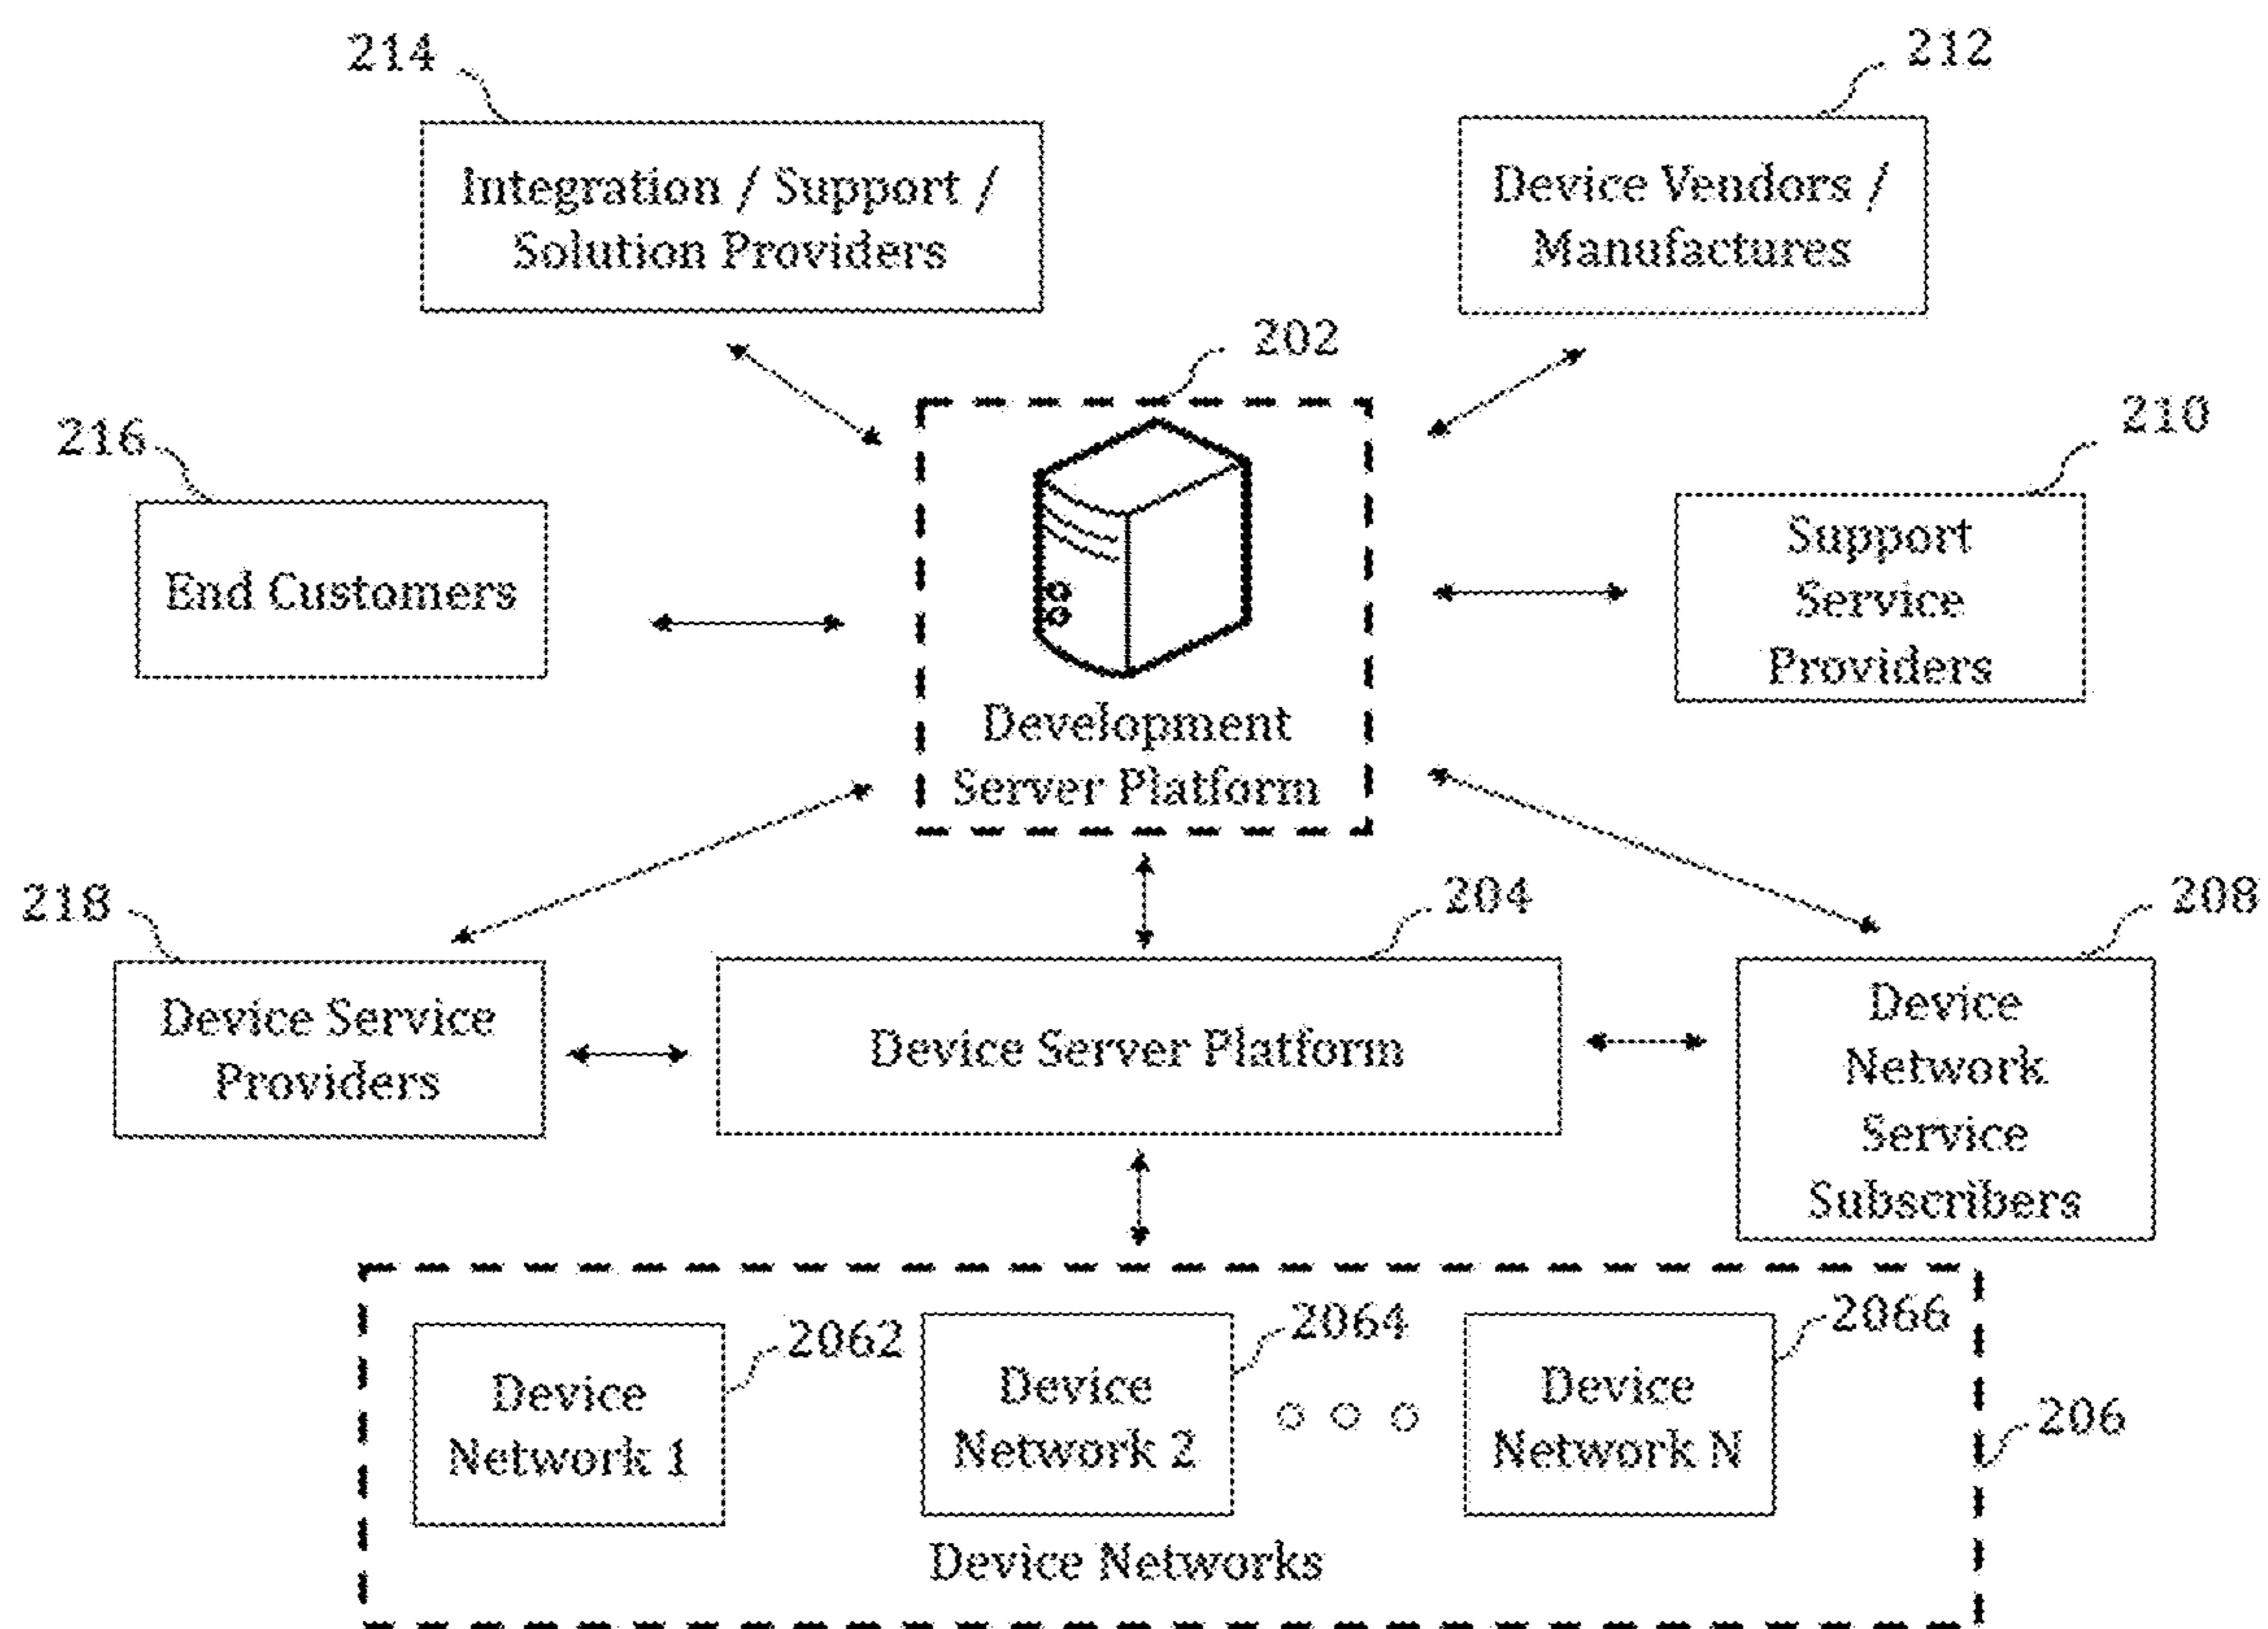 214
212
Integration / Support /
Solution Providers
Device Vendors /
Manufactures
202
216
210
End Customers
Support
Service
Providers
Development
Server Platform
218
204
208
Device Service
Providers
Device Server Platform
Device
Network
Service
Subscribers
2062
2064
2066
Device
Network 1
Device
Network 2
Device
Network N
206
Device Networks